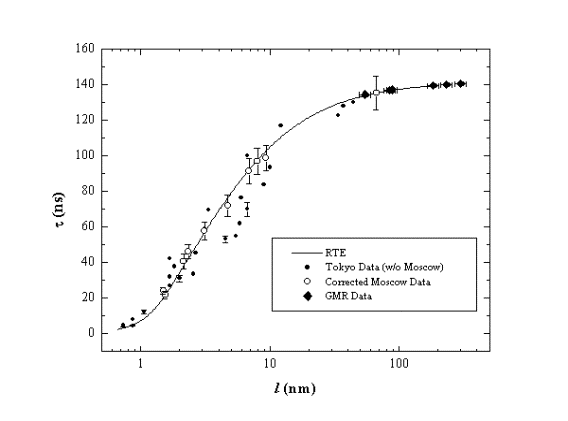 160
140
120
100
80
60
40
20
0
τ (ns)
1
10
100
l (nm)
RTE
Tokyo Data (w/o Moscow)
Corrected Moscow Data
GMR Data